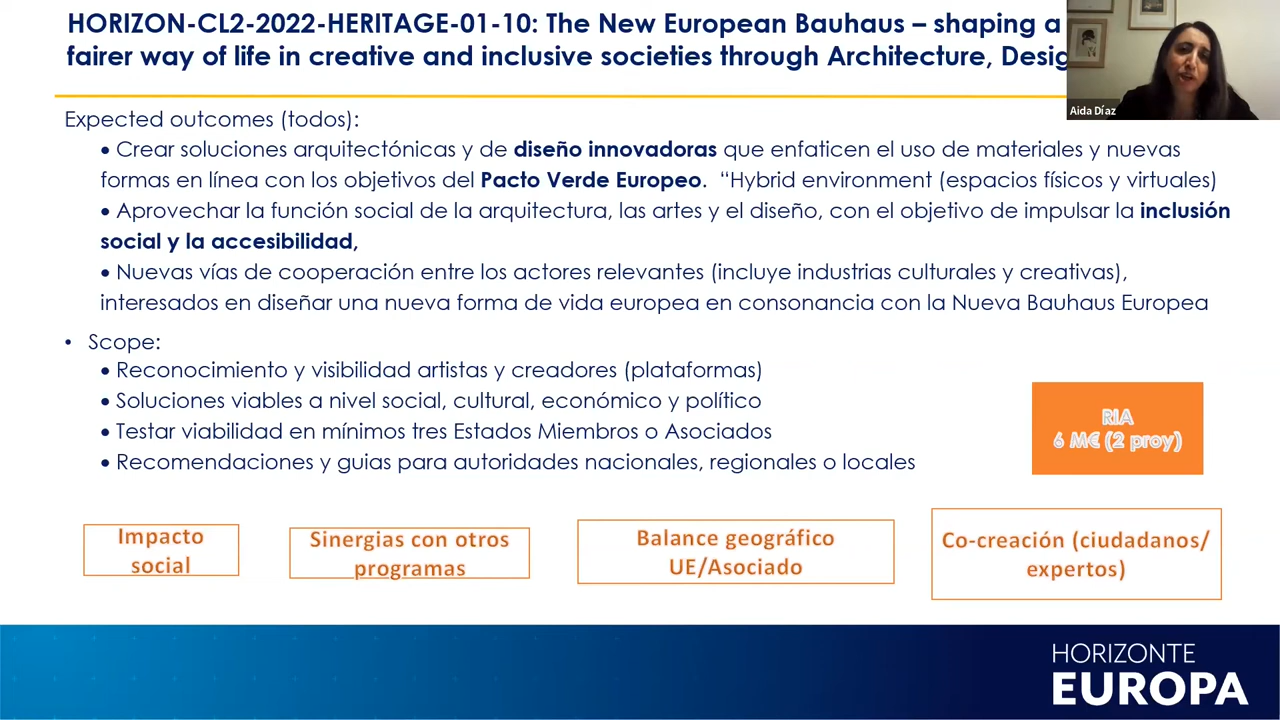 HORIZON-CL2-2022-HERITAGE-01-10: The New European Bauhaus – shaping a
fairer way of life in creative and inclusive societies through Architecture,
Aida Díaz
Expected outcomes (todos):
• Crear soluciones arquitectónicas y de diseño innovadoras que enfaticen el uso de materiales y nuevas
formas en línea con los objetivos del Pacto Verde Europeo. “Hybrid environment (espacios físicos y virtuales)
• Aprovechar la función social de la arquitectura, las artes y el diseño, con el objetivo de impulsar la inclusión
social y la accesibilidad,
• Nuevas vías de cooperación entre los actores relevantes (incluye industrias culturales y creativas),
interesados en diseñar una nueva forma de vida europea en consonancia con la Nueva Bauhaus Europea
• Scope:
• Reconocimiento y visibilidad artistas y creadores (plataformas)
• Soluciones viables a nivel social, cultural, económico y político
• Testar viabilidad en mínimos tres Estados Miembros o Asociados
• Recomendaciones y guias para autoridades nacionales, regionales o locales
RIA
6 M€ (2 proy)
Impacto
social
Sinergias con otros
programas
Balance geográfico
UE/Asociado
Co-creación (ciudadanos/
expertos)
HORIZONTE
EUROPA